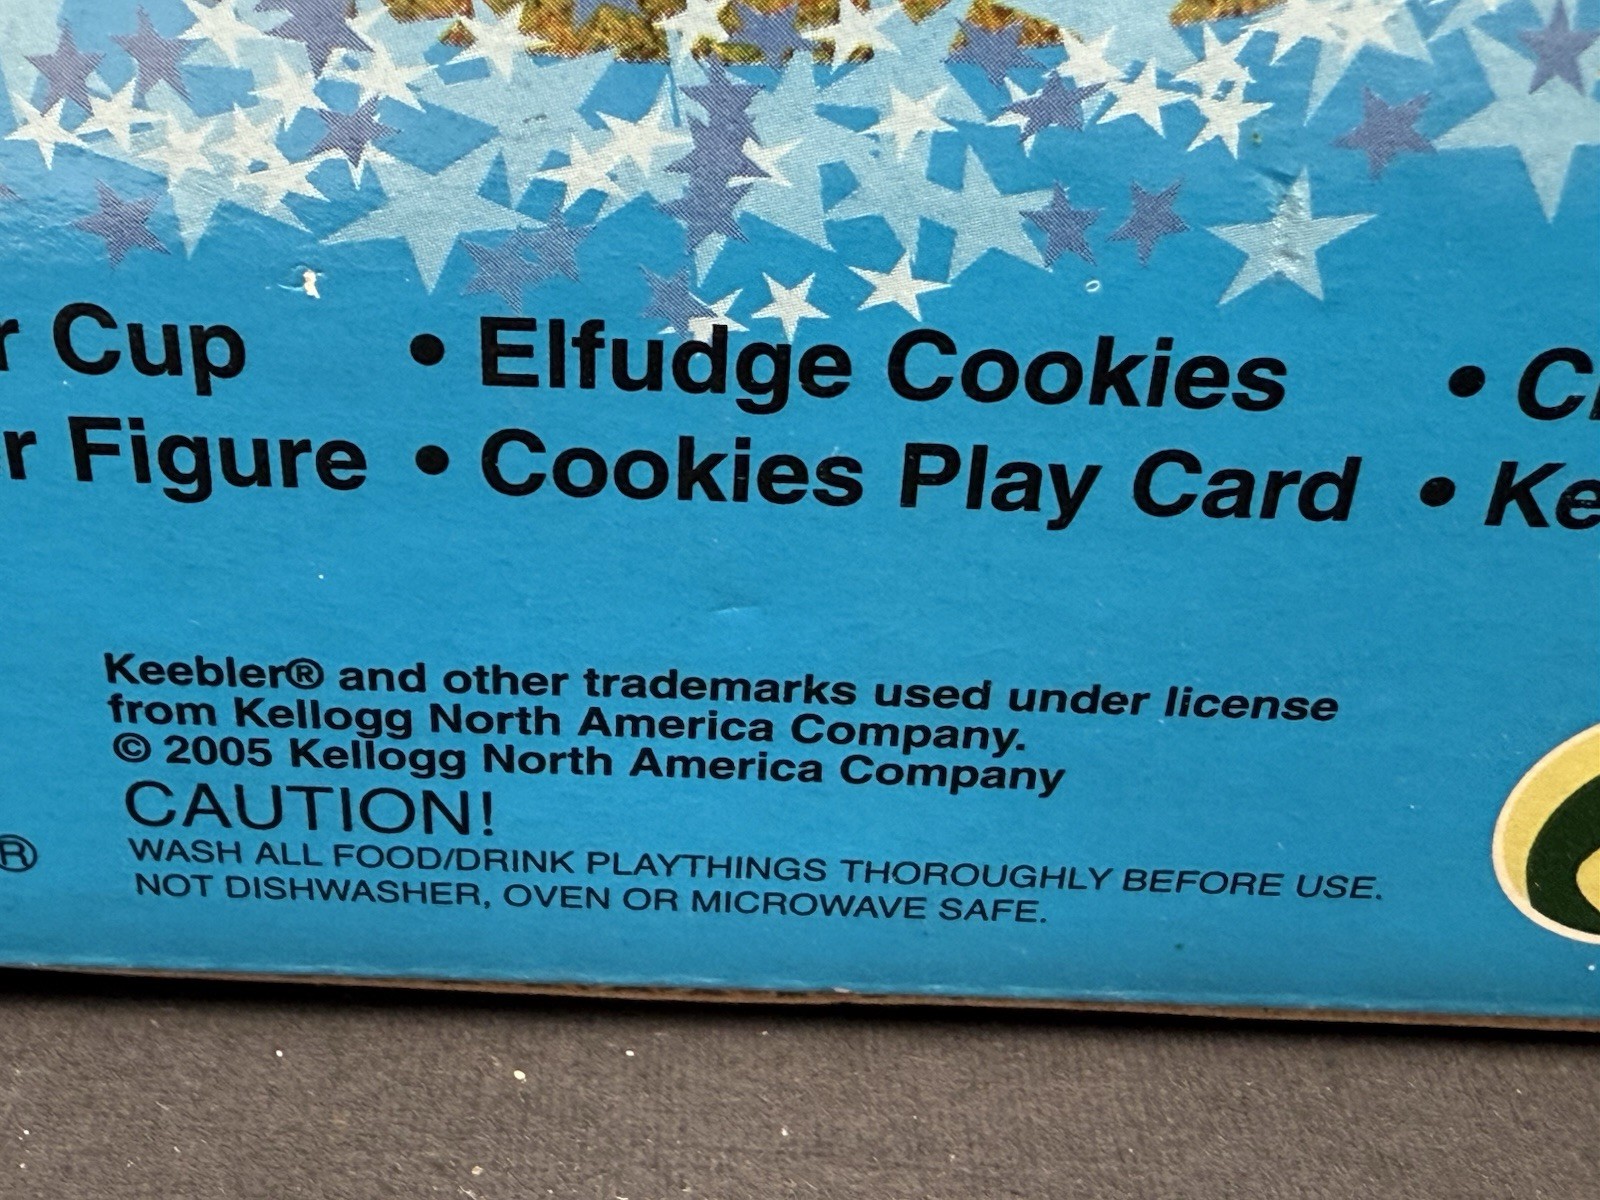 r Cup • Elfudge Cookies •
r Figure • Cookies Play Card •
Keebler® and other trademarks used under license
from Kellogg North America Company.
© 2005 Kellogg North America Company
CAUTION!
® WASH ALL FOOD/DRINK PLAYTHINGS THOROUGHLY BEFORE USE.
NOT DISHWASHER, OVEN OR MICROWAVE SAFE.